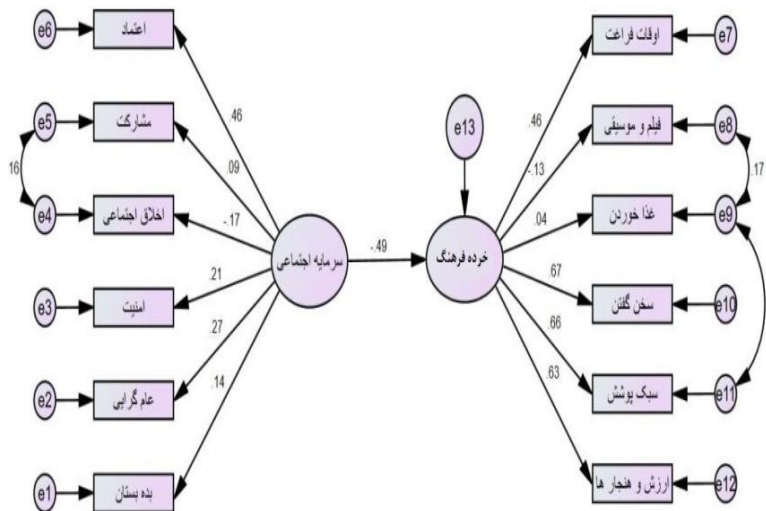 e6
اعتماد
.46
e5
مشارکت
.09
16
e4
اخلاق اجتماعی
-.17
e3
امنیت
.21
e2
عام گرایی
.27
e1
بده بستان
.14
سرمایه اجتماعی
-.49
خرده فرهنگ
e13
اوقات فراغت
e7
.46
فیلم و موسیقی
e8
-.13
.17
غذا خوردن
e9
.04
سخن گفتن
e10
.67
سبک پوشش
e11
.66
ارزش و هنجار ها
e12
.63